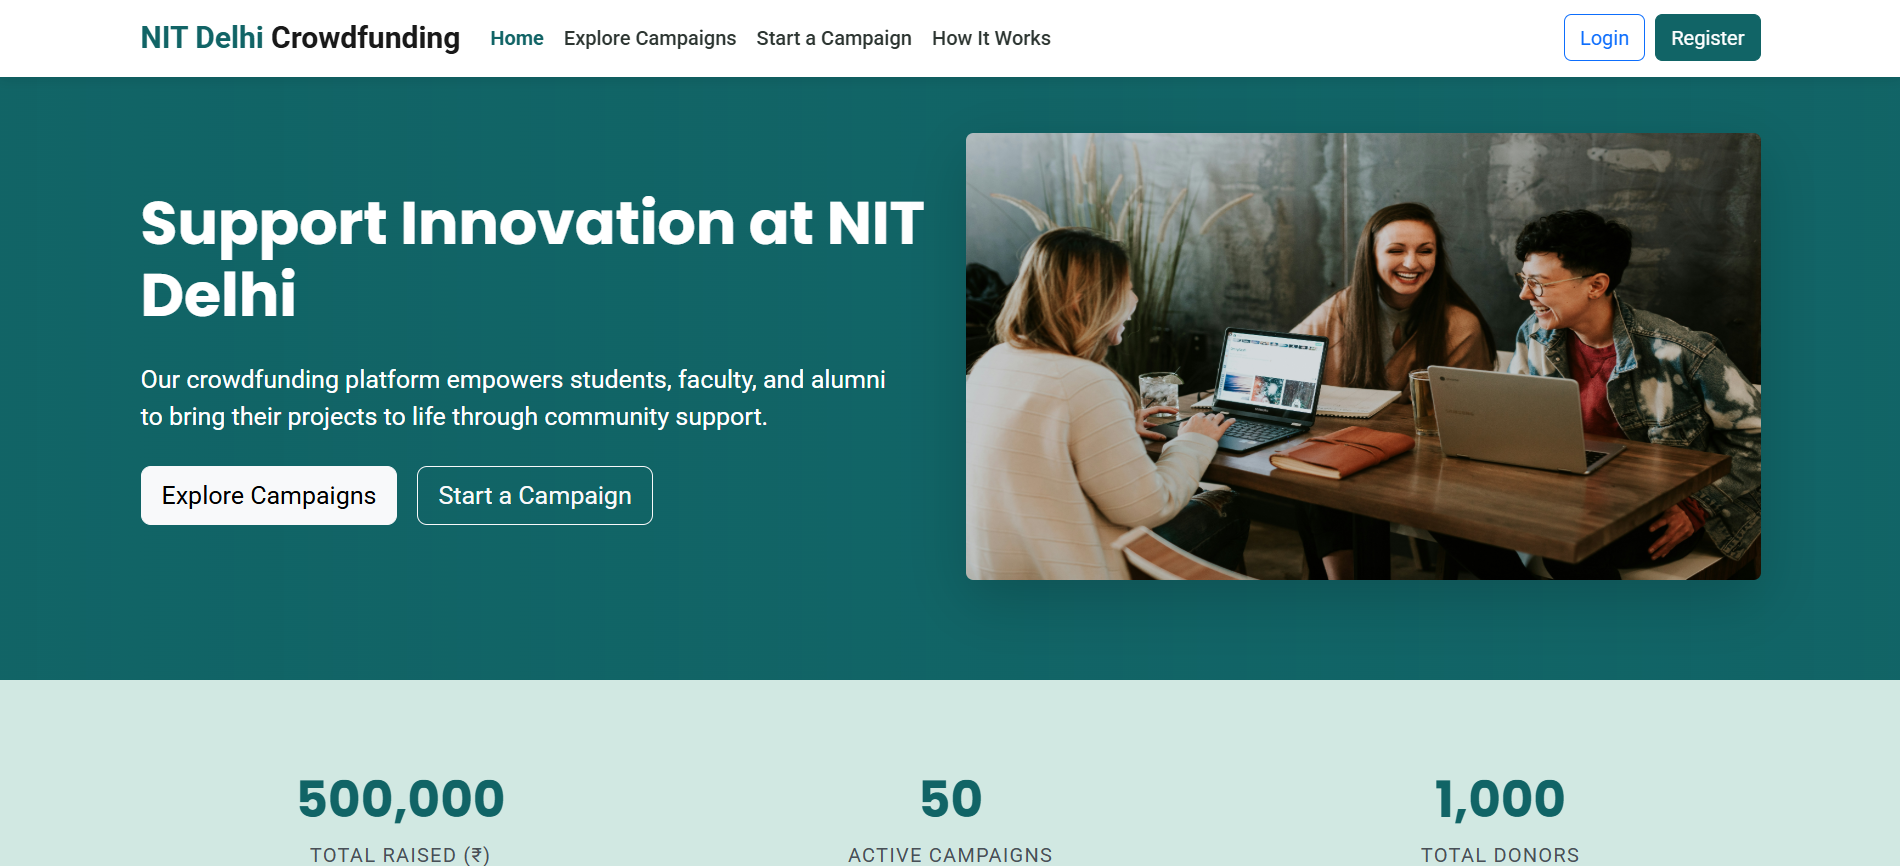 NIT Delhi Crowdfunding
Home
Explore Campaigns
Start a Campaign
How It Works
Login
Register
Support Innovation at NIT
Delhi
Our crowdfunding platform empowers students, faculty, and alumni
to bring their projects to life through community support.
Explore Campaigns
Start a Campaign
500,000
TOTAL RAISED (₹)
50
ACTIVE CAMPAIGNS
1,000
TOTAL DONORS